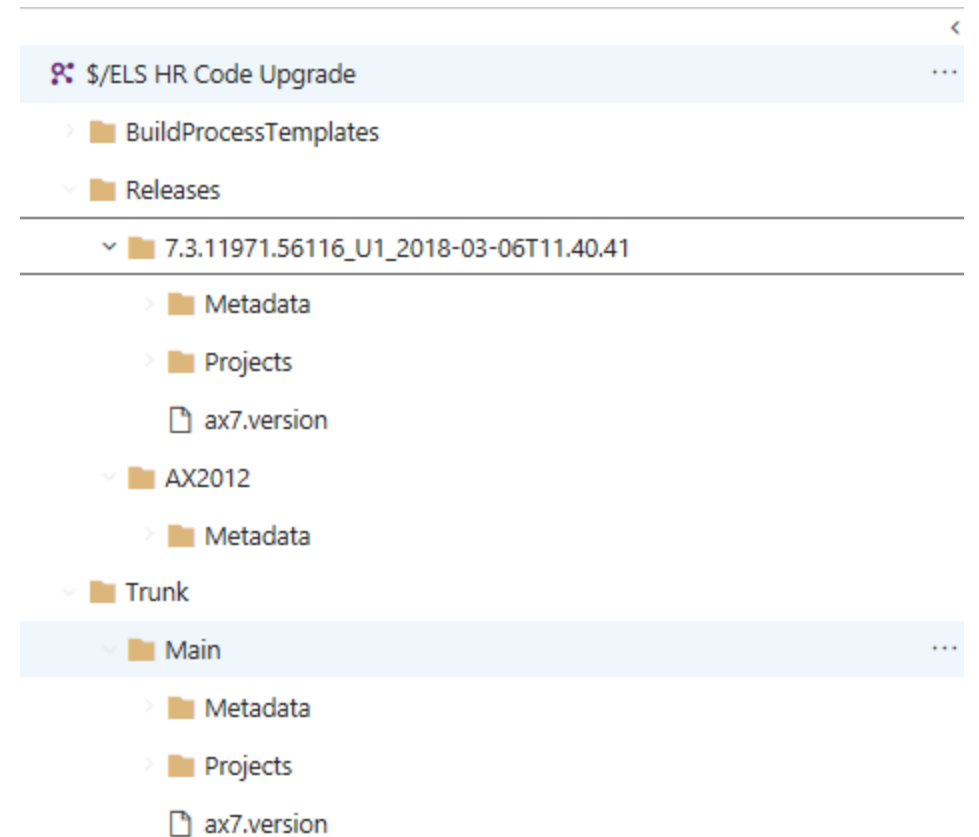 $/ELS HR Code Upgrade
BuildProcessTemplates
Releases
7.3.11971.56116_U1_2018-03-06T11.40.41
Metadata
Projects
ax7.version
AX2012
Metadata
Trunk
Main
Metadata
Projects
ax7.version